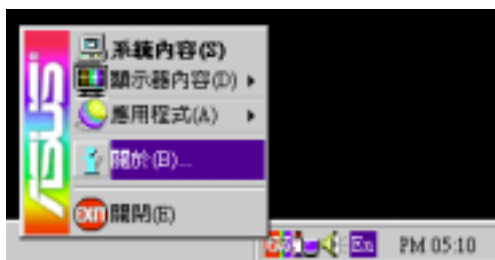 ASUS
系統內容(S)
顯示器內容(D)
應用程式(A)
關於(B)...
EXIT
關閉(E)
En
PM 05:10